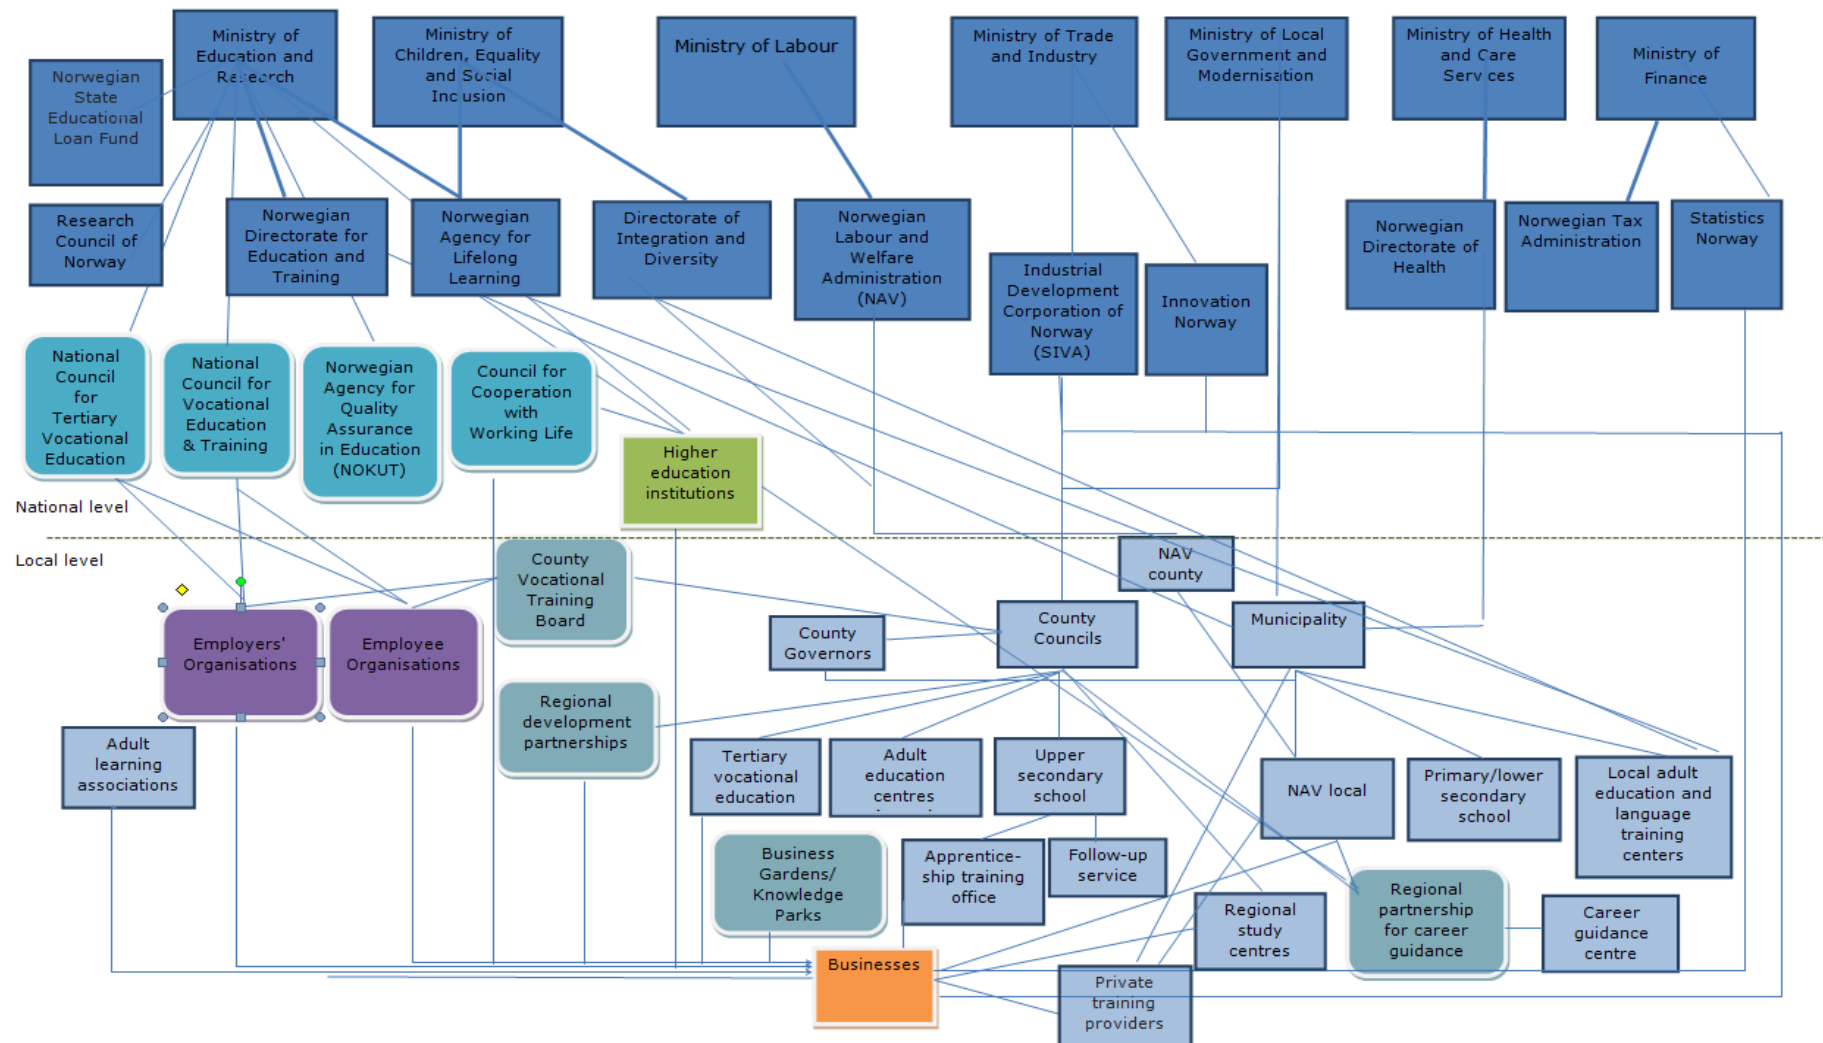 Ministry of
Education and
Research
Ministry of
Children, Equality
and Social
Inclusion
Ministry of Labour
Ministry of Trade
and Industry
Ministry of Local
Government and
Modernisation
Ministry of Health
and Care
Services
Ministry of
Finance
Norwegian
State
Educational
Loan Fund
Research
Council of
Norway
Norwegian
Directorate for
Education and
Training
Norwegian
Agency for
Lifelong
Learning
Directorate of
Integration and
Diversity
Norwegian
Labour and
Welfare
Administration
(NAV)
Industrial
Development
Corporation of
Norway
(SIVA)
Innovation
Norway
Norwegian
Directorate of
Health
Norwegian Tax
Administration
Statistics
Norway
National
Council
for
Tertiary
Vocational
Education
National
Council for
Vocational
Education
& Training
Norwegian
Agency for
Quality
Assurance
in Education
(NOKUT)
Council for
Cooperation
with
Working Life
Higher
education
institutions
National level
Local level
County
Vocational
Training
Board
NAV
county
Employers'
Organisations
Employee
Organisations
County
Governors
County
Councils
Municipality
Regional
development
partnerships
Adult
learning
associations
Tertiary
vocational
education
Adult
education
centres
Upper
secondary
school
NAV local
Primary/lower
secondary
school
Local adult
education and
language
training
centers
Business
Gardens/
Knowledge
Parks
Apprentice-
ship training
office
Follow-up
service
Regional
study
centres
Regional
partnership
for career
guidance
Career
guidance
centre
Businesses
Private
training
providers